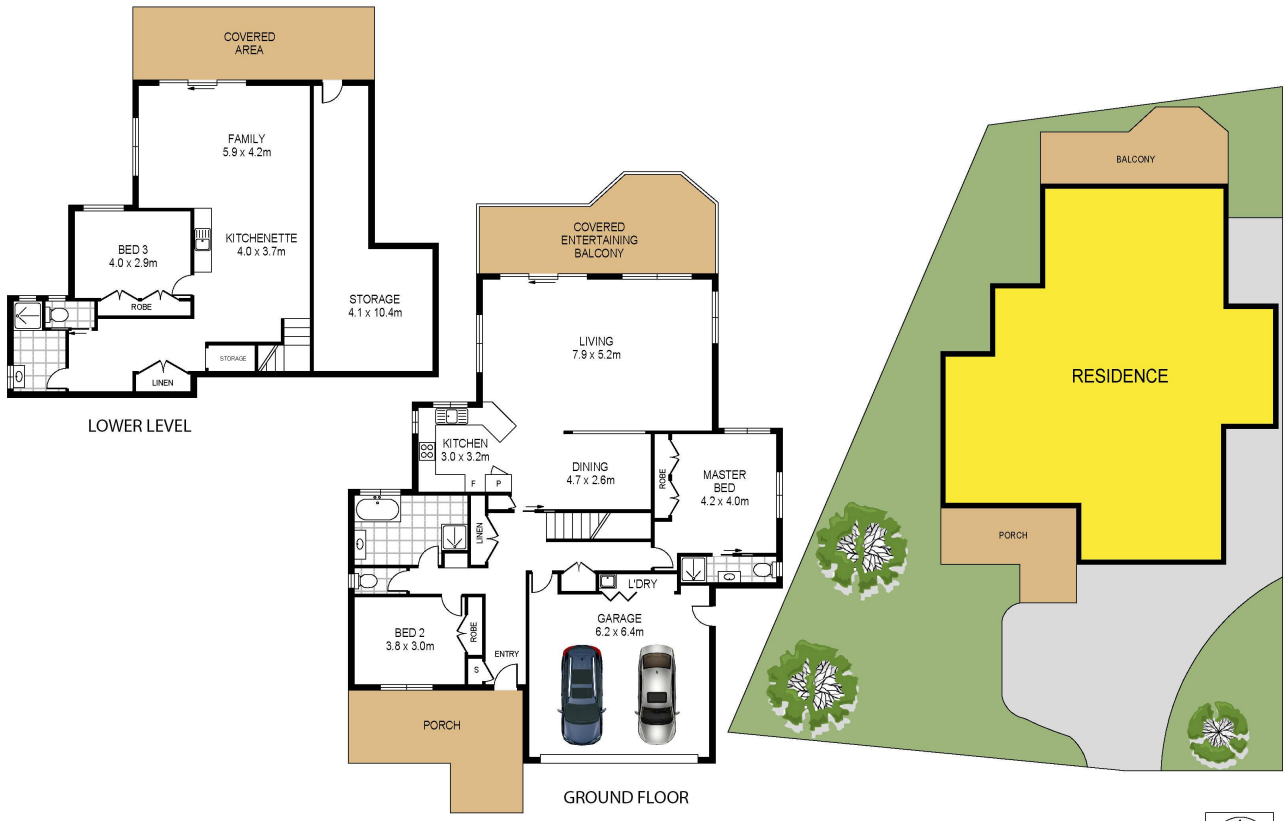 COVERED
AREA
FAMILY
5.9 x 4.2m
BED 3
4.0 x 2.9m
KITCHENETTE
4.0 x 3.7m
ROBE
STORAGE
4.1 x 10.4m
STORAGE
LINEN
LOWER LEVEL
COVERED
ENTERTAINING
BALCONY
LIVING
7.9 x 5.2m
KITCHEN
3.0 x 3.2m
F
P
DINING
4.7 x 2.6m
ROBE
MASTER
BED
4.2 x 4.0m
LINEN
L'DRY
GARAGE
6.2 x 6.4m
BED 2
3.8 x 3.0m
ROBE
S
ENTRY
PORCH
GROUND FLOOR
BALCONY
RESIDENCE
PORCH